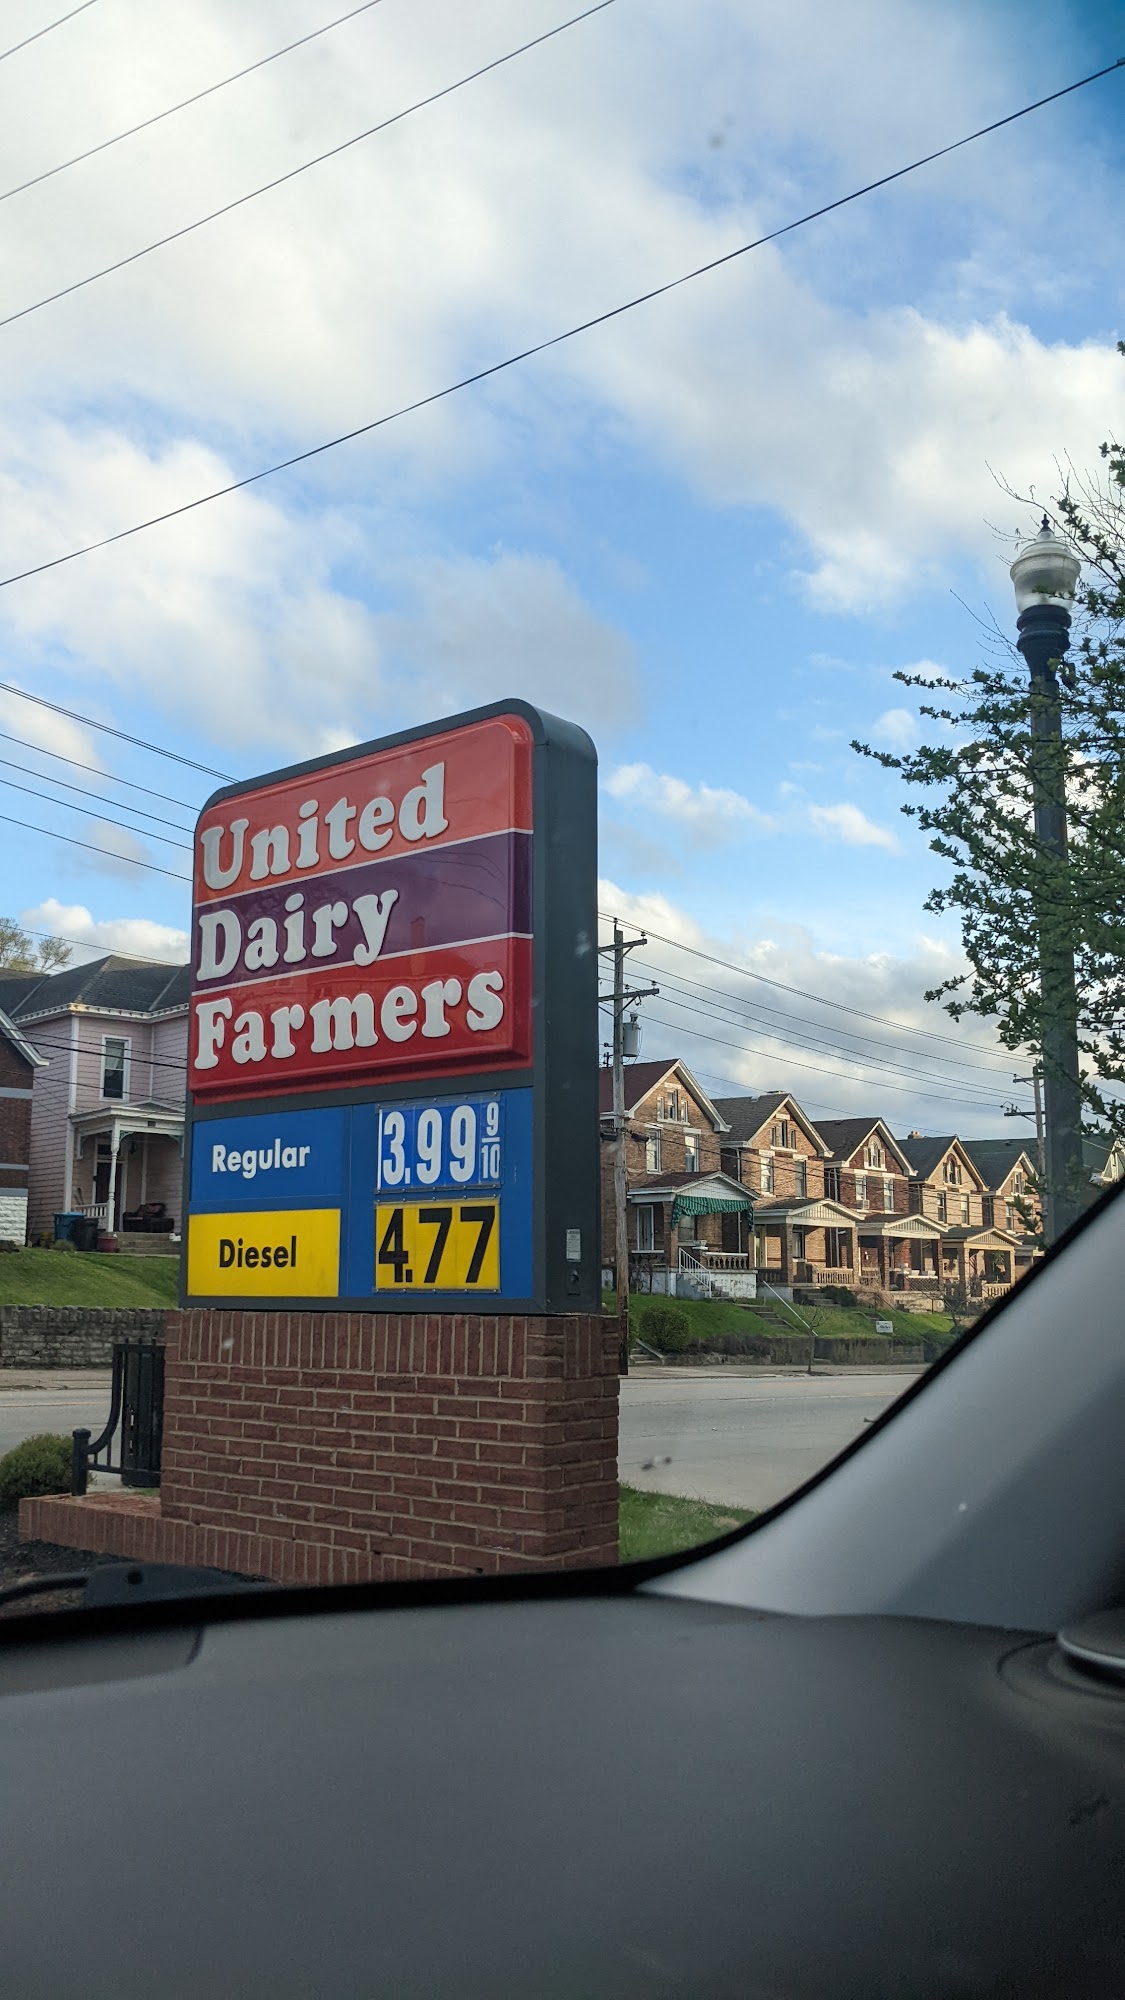 United
Dairy
Farmers
Regular 3.99 9/10
Diesel 4.77